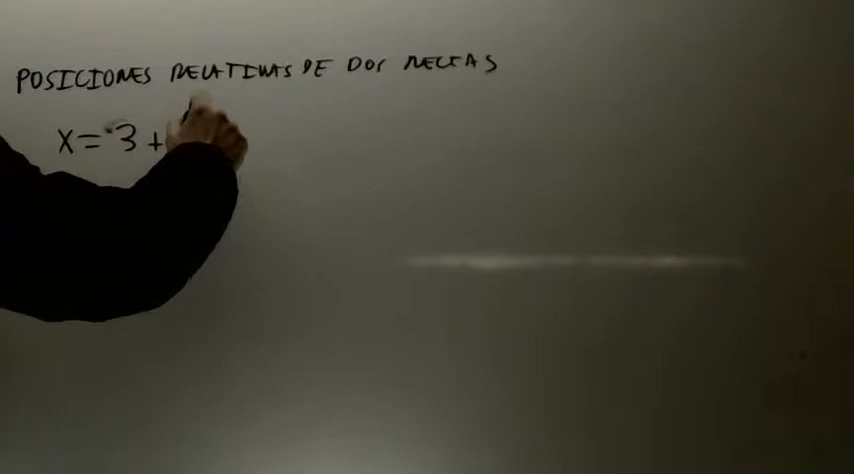 POSICIONES RELATIVAS DE DOS RECTAS
x = 3 +